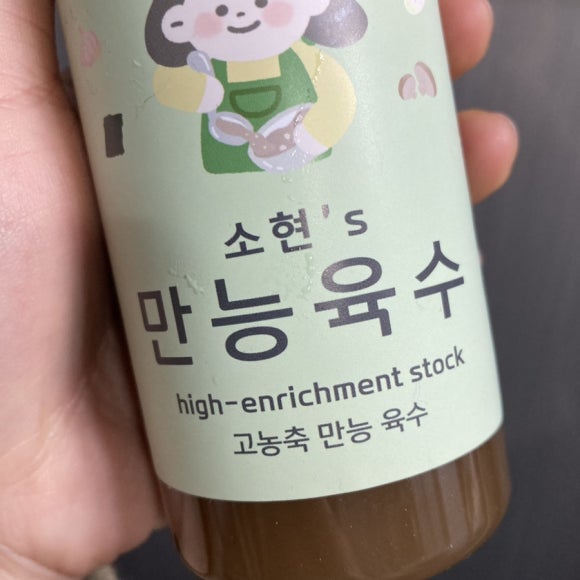 소현's
만능육수
high-enrichment stock
고농축 만능 육수